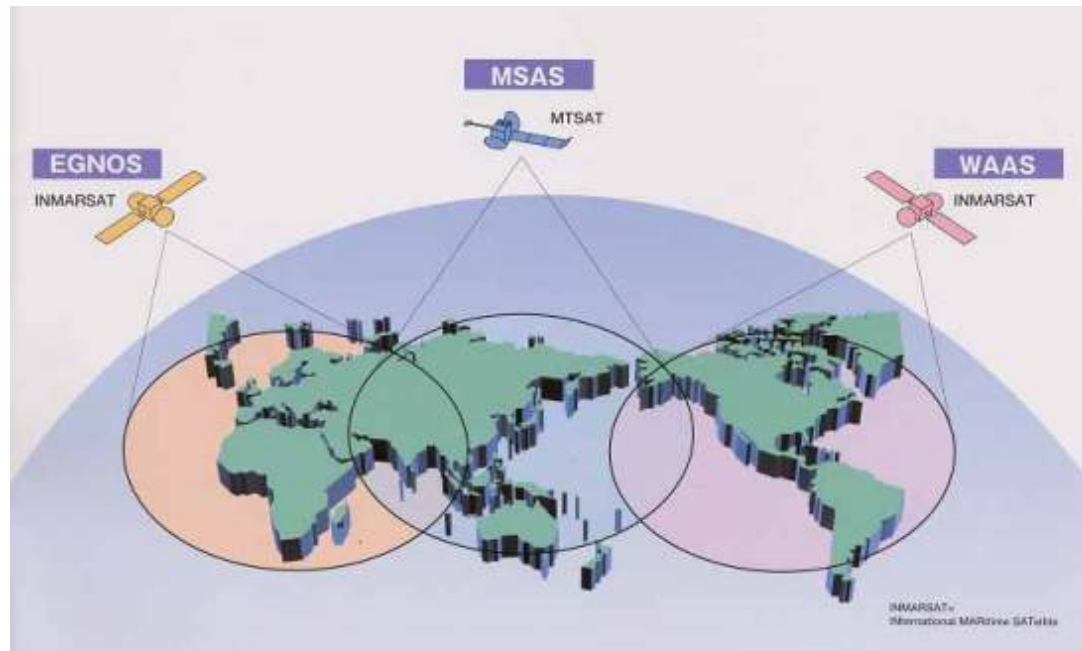 MSAS
MTSAT
EGNOS
INMARSAT
WAAS
INMARSAT
INMARSAT=
INternational MARitime SATellite